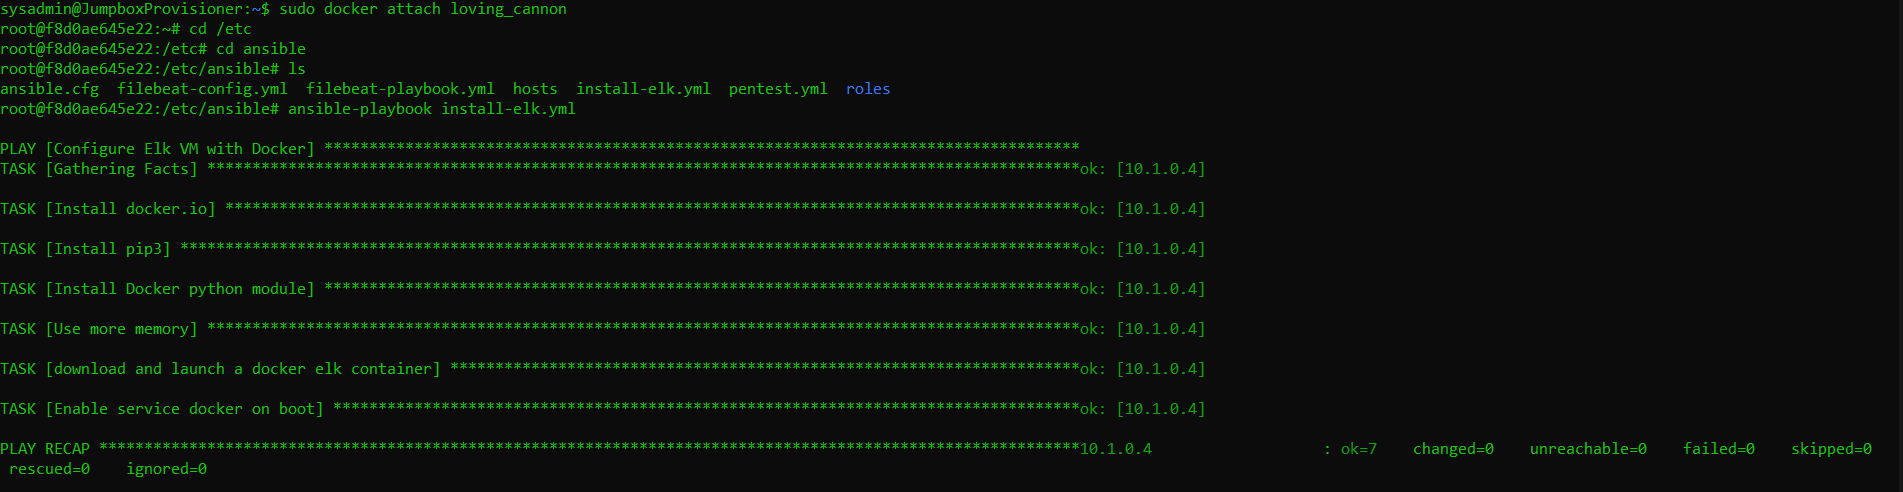 sysadmin@JumpboxProvisioner:~$ sudo docker attach loving_cannon
root@f8d0ae645e22:~# cd /etc
root@f8d0ae645e22:/etc# cd ansible
root@f8d0ae645e22:/etc/ansible# ls
ansible.cfg  filebeat-config.yml  filebeat-playbook.yml  hosts  install-elk.yml  pentest.yml  roles
root@f8d0ae645e22:/etc/ansible# ansible-playbook install-elk.yml
PLAY [Configure Elk VM with Docker] ************************************************************************************
TASK [Gathering Facts] *************************************************************************************************ok: [10.1.0.4]
TASK [Install docker.io] ***********************************************************************************************ok: [10.1.0.4]
TASK [Install pip3] ****************************************************************************************************ok: [10.1.0.4]
TASK [Install Docker python module] ************************************************************************************ok: [10.1.0.4]
TASK [Use more memory] *************************************************************************************************ok: [10.1.0.4]
TASK [download and launch a docker elk container] **********************************************************************ok: [10.1.0.4]
TASK [Enable service docker on boot] ***********************************************************************************ok: [10.1.0.4]
PLAY RECAP *************************************************************************************************************10.1.0.4                   : ok=7    changed=0    unreachable=0    failed=0    skipped=0
 rescued=0    ignored=0